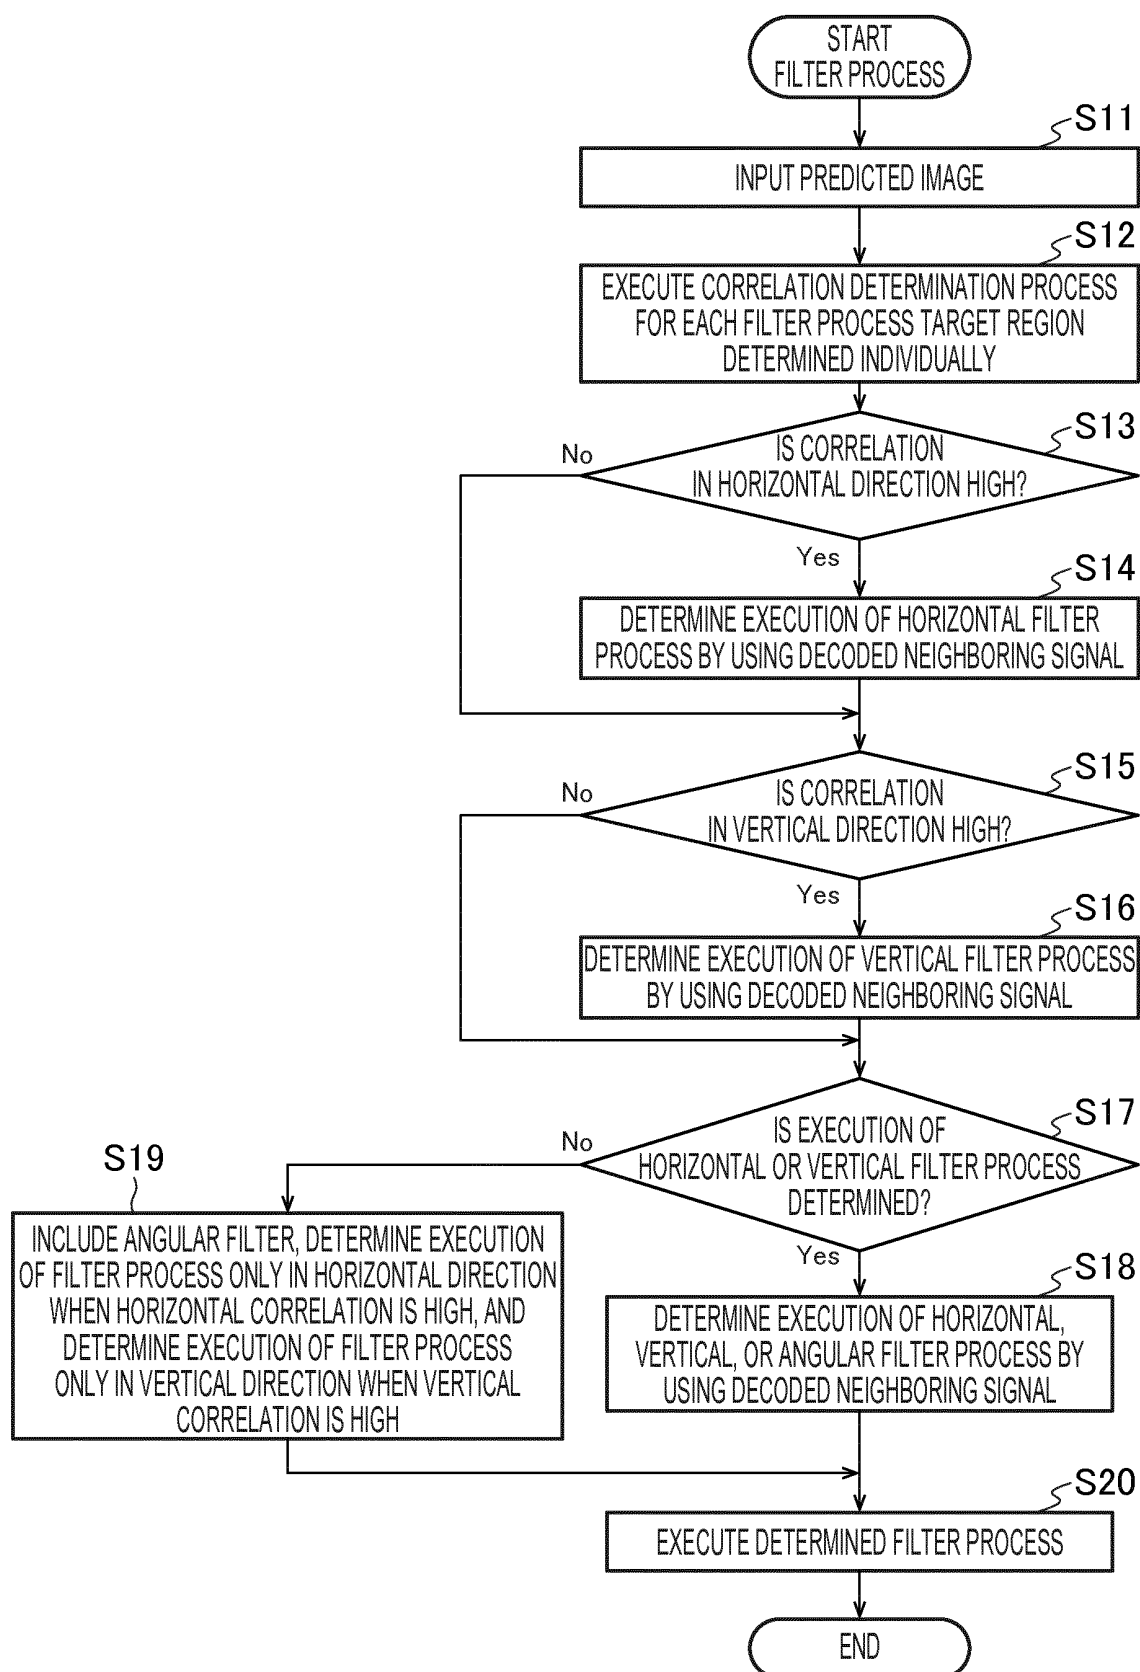 START
FILTER PROCESS
S11
INPUT PREDICTED IMAGE
S12
EXECUTE CORRELATION DETERMINATION PROCESS
FOR EACH FILTER PROCESS TARGET REGION
DETERMINED INDIVIDUALLY
S13
No
IS CORRELATION
IN HORIZONTAL DIRECTION HIGH?
Yes
S14
DETERMINE EXECUTION OF HORIZONTAL FILTER
PROCESS BY USING DECODED NEIGHBORING SIGNAL
S15
No
IS CORRELATION
IN VERTICAL DIRECTION HIGH?
Yes
S16
DETERMINE EXECUTION OF VERTICAL FILTER PROCESS
BY USING DECODED NEIGHBORING SIGNAL
S17
No
IS EXECUTION OF
HORIZONTAL OR VERTICAL FILTER PROCESS
DETERMINED?
Yes
S19
INCLUDE ANGULAR FILTER, DETERMINE EXECUTION
OF FILTER PROCESS ONLY IN HORIZONTAL DIRECTION
WHEN HORIZONTAL CORRELATION IS HIGH, AND
DETERMINE EXECUTION OF FILTER PROCESS
ONLY IN VERTICAL DIRECTION WHEN VERTICAL
CORRELATION IS HIGH
S18
DETERMINE EXECUTION OF HORIZONTAL,
VERTICAL, OR ANGULAR FILTER PROCESS BY
USING DECODED NEIGHBORING SIGNAL
S20
EXECUTE DETERMINED FILTER PROCESS
END